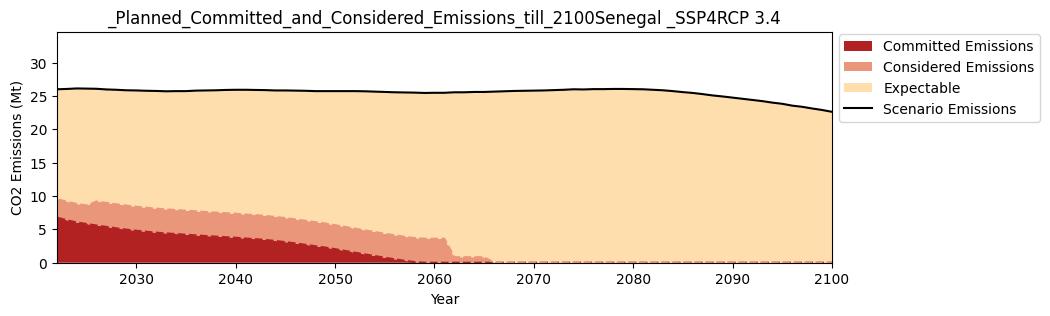 _Planned_Committed_and_Considered_Emissions_till_2100Senegal _SSP4RCP 3.4
CO2 Emissions (Mt)
30
25
20
15
10
5
0
2030 2040 2050 2060 2070 2080 2090 2100
Year
Committed Emissions
Considered Emissions
Expectable
Scenario Emissions